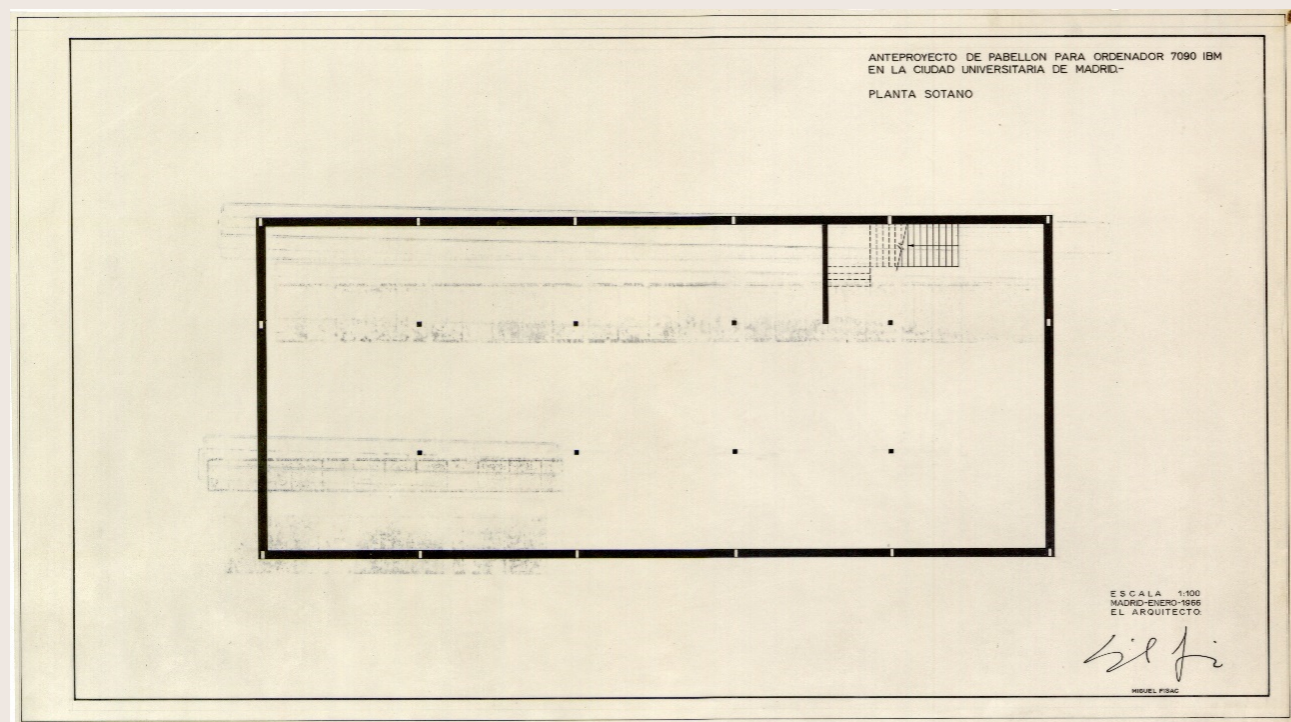 ANTEPROYECTO DE PABELLON PARA ORDENADOR 7090 IBM
EN LA CIUDAD UNIVERSITARIA DE MADRID.-
PLANTA SOTANO
ESCALA 1:100
MADRID-ENERO-1966
EL ARQUITECTO:
MIGUEL FISAC